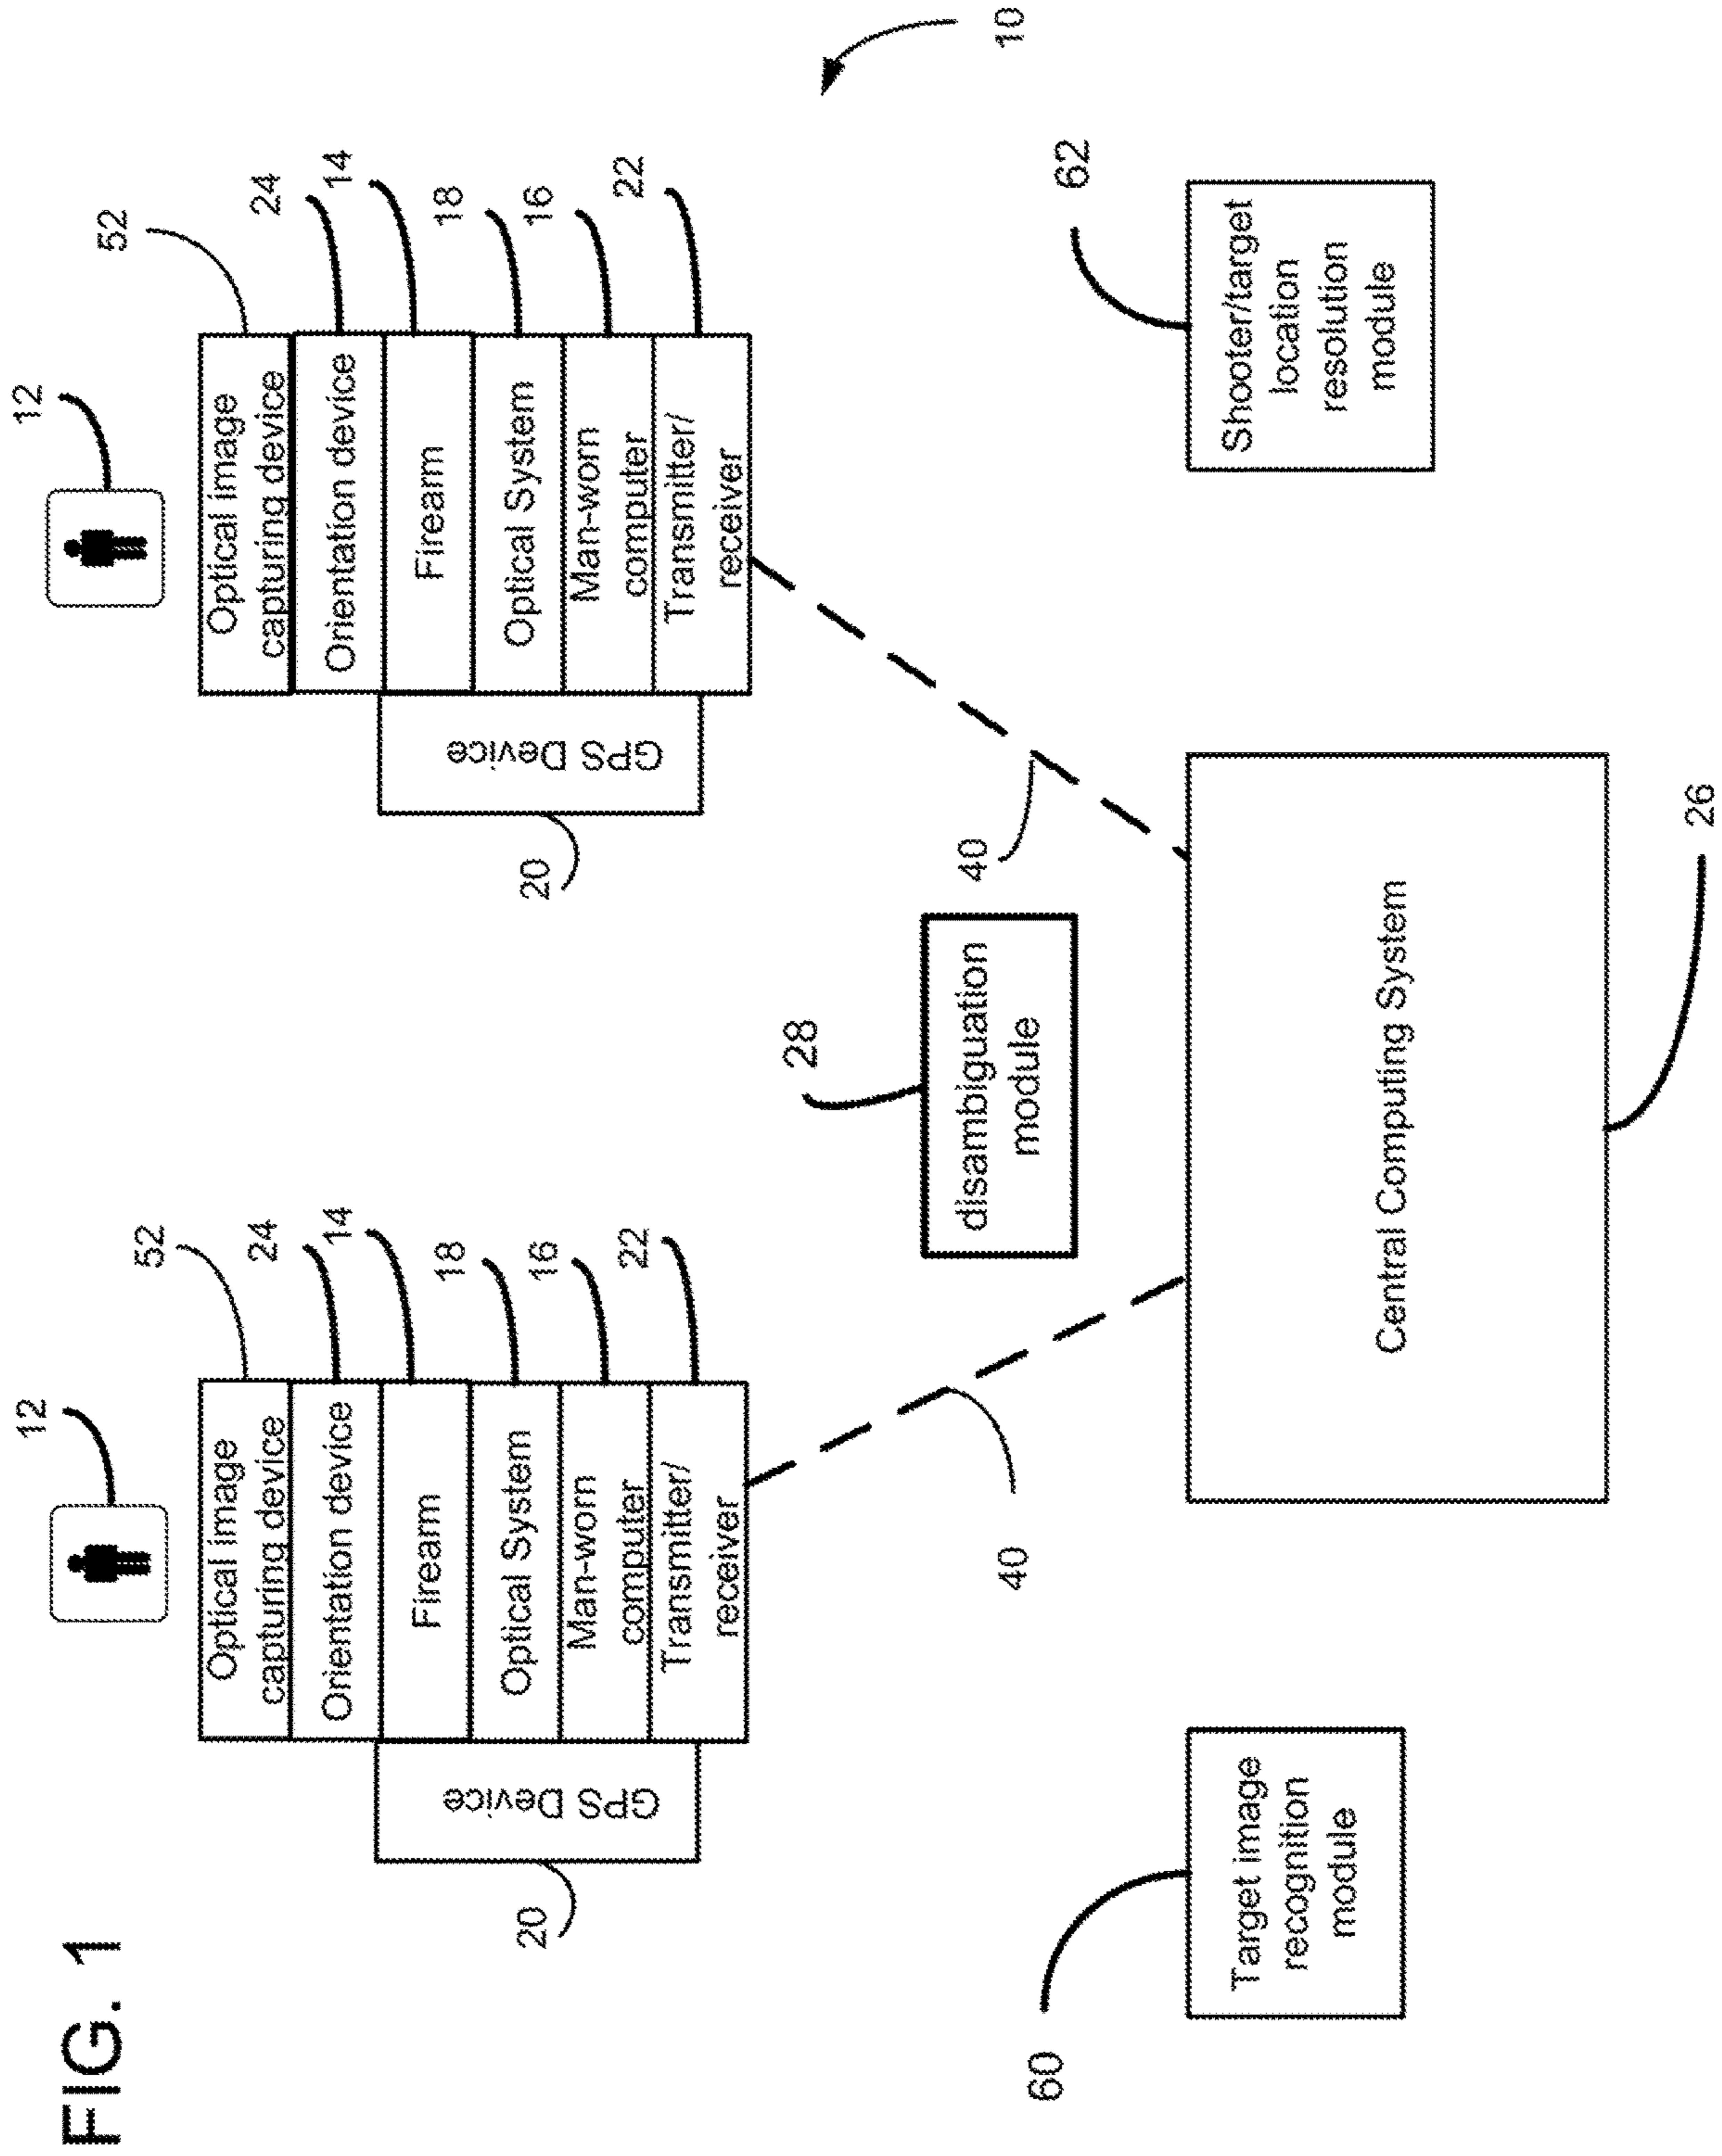 FIG. 1
12
52
24
14
18
16
22
Optical image
capturing device
Orientation device
Firearm
Optical System
Man-worn
computer
Transmitter/
receiver
GPS Device
20
12
52
24
14
18
16
22
Optical image
capturing device
Orientation device
Firearm
Optical System
Man-worn
computer
Transmitter/
receiver
GPS Device
20
10
40
40
28
disambiguation
module
60
Target image
recognition
module
Central Computing System
26
62
Shooter/target
location
resolution
module